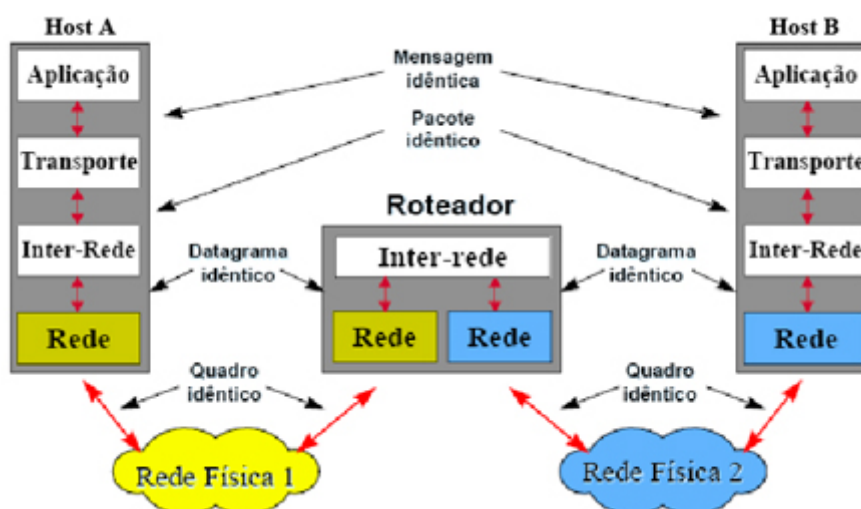 Host A
Host B
Aplicação
Mensagem
idêntica
Aplicação
Transporte
Pacote
idêntico
Transporte
Roteador
Inter-Rede
Datagrama
idêntico
Inter-rede
Datagrama
idêntico
Inter-Rede
Rede
Rede
Rede
Rede
Quadro
idêntico
Quadro
idêntico
Rede Física 1
Rede Física 2